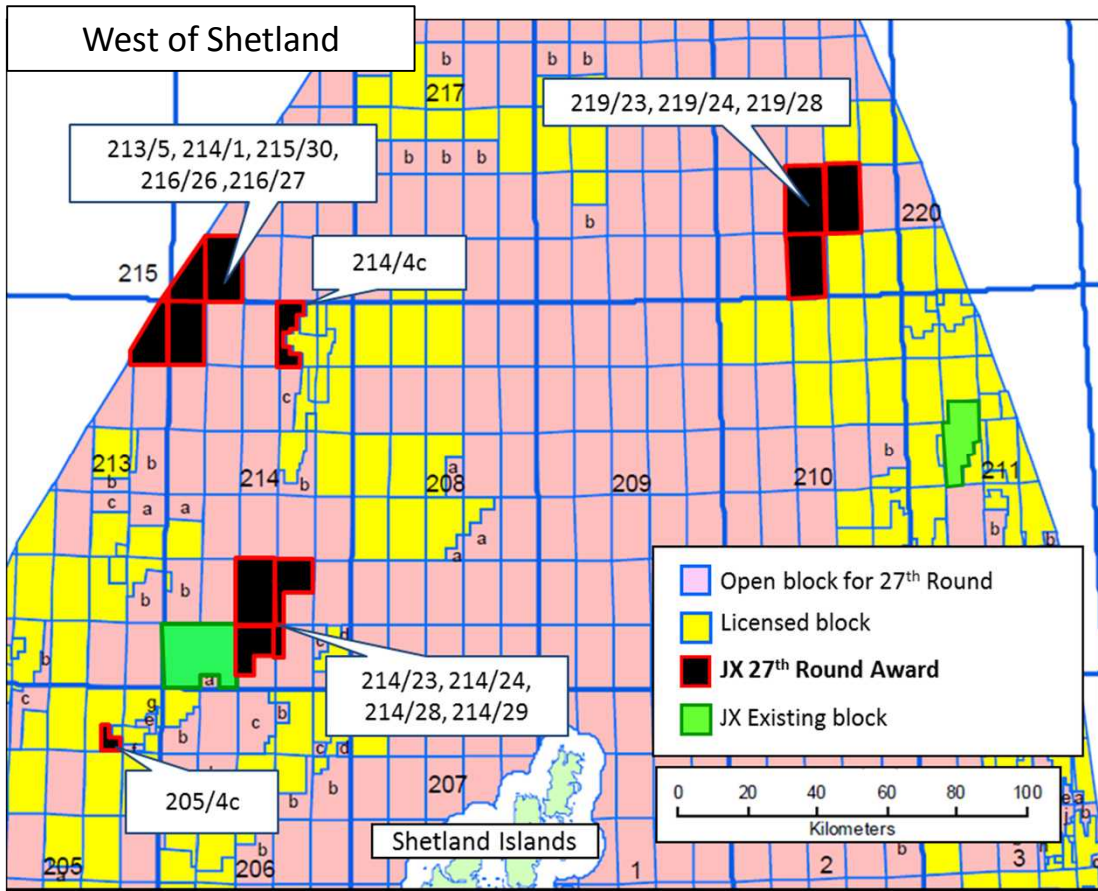 West of Shetland
b
b
b
217
219/23, 219/24, 219/28
213/5, 214/1, 215/30,
216/26 ,216/27
b
b
b
b
220
215
214/4c
c
213
b
b
214
b
208
a
209
210
b
211
c
a
a
a
a
b
b
b
b
Open block for 27th Round
Licensed block
JX 27th Round Award
JX Existing block
b
c
a
c
d
214/23, 214/24,
214/28, 214/29
g
e
b
c
b
c
d
205/4c
b
b
207
0 20 40 60 80 100
Kilometers
e
a
b
Shetland Islands
205
a
206
b
1
2
b
3